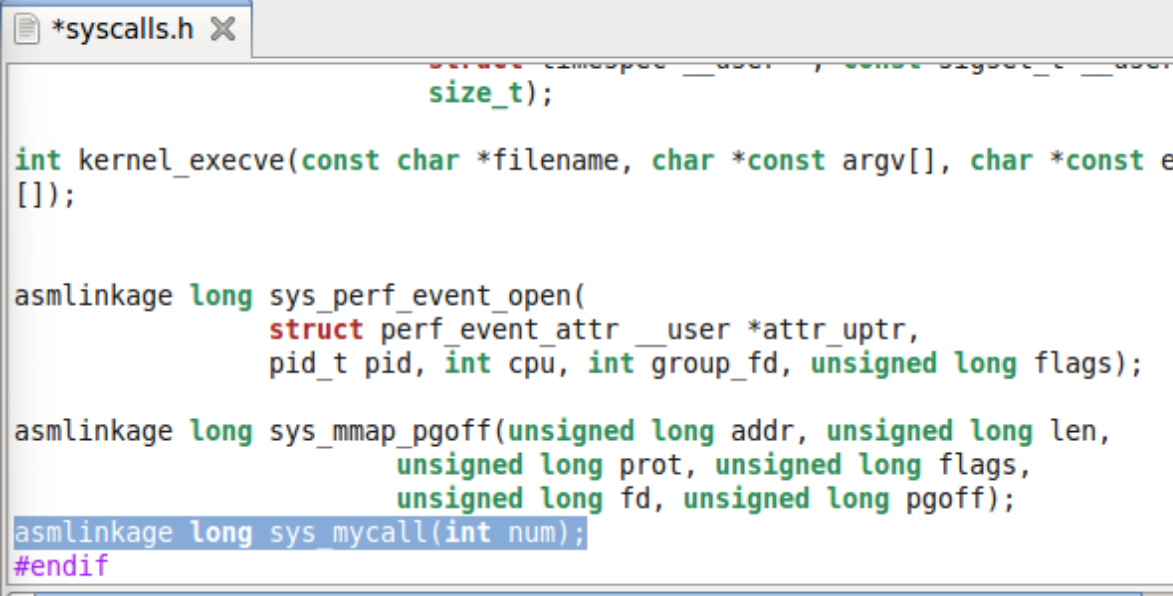 *syscalls.h
size_t);
int kernel_execve(const char *filename, char *const argv[], char *const e
[]);
asmlinkage long sys_perf_event_open(
struct perf_event_attr __user *attr_uptr,
pid_t pid, int cpu, int group_fd, unsigned long flags);
asmlinkage long sys_mmap_pgoff(unsigned long addr, unsigned long len,
unsigned long prot, unsigned long flags,
unsigned long fd, unsigned long pgoff);
asmlinkage long sys_mycall(int num);
#endif